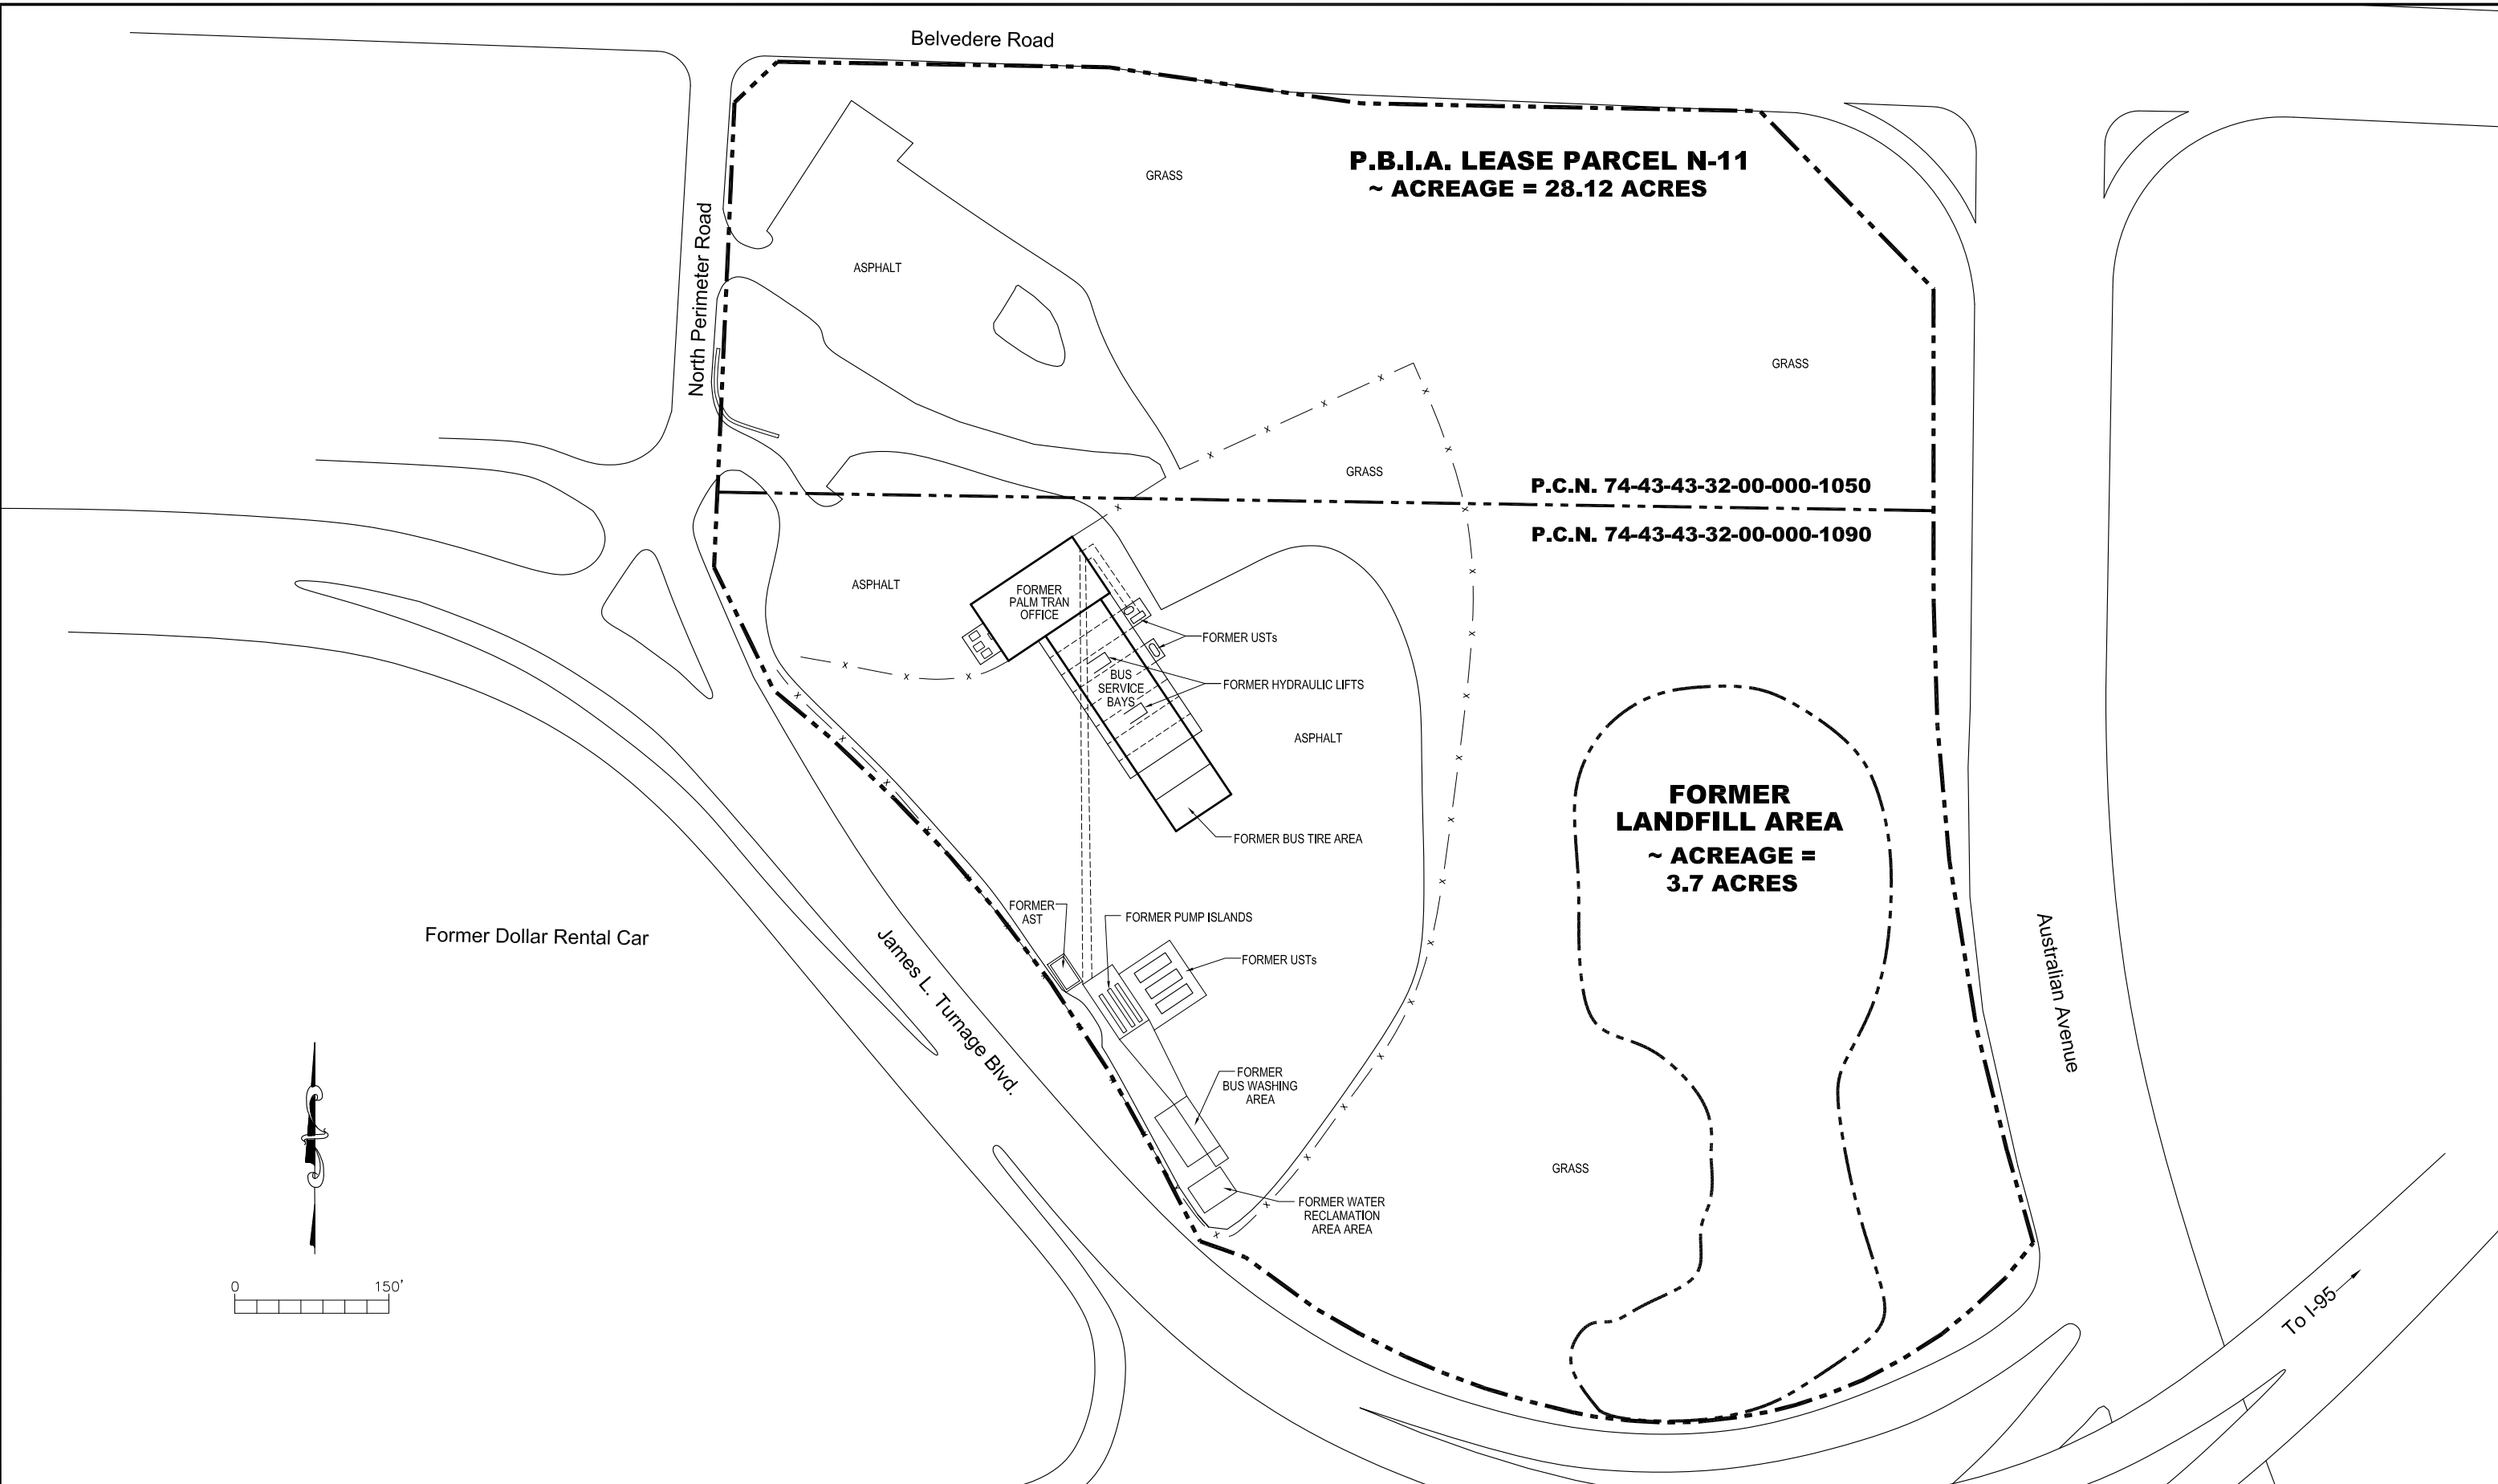 Belvedere Road
P.B.I.A. LEASE PARCEL N-11
~ ACREAGE = 28.12 ACRES
GRASS
North Perimeter Road
ASPHALT
GRASS
GRASS
P.C.N. 74-43-43-32-00-000-1050
P.C.N. 74-43-43-32-00-000-1090
ASPHALT
FORMER
PALM TRAN
OFFICE
FORMER USTs
BUS
SERVICE
BAYS
FORMER HYDRAULIC LIFTS
ASPHALT
FORMER BUS TIRE AREA
FORMER
LANDFILL AREA
~ ACREAGE =
3.7 ACRES
FORMER
AST
FORMER PUMP ISLANDS
FORMER USTs
Former Dollar Rental Car
James L. Turnage Blvd.
Australian Avenue
FORMER
BUS WASHING
AREA
GRASS
FORMER WATER
RECLAMATION
AREA AREA
0 150'
To I-95